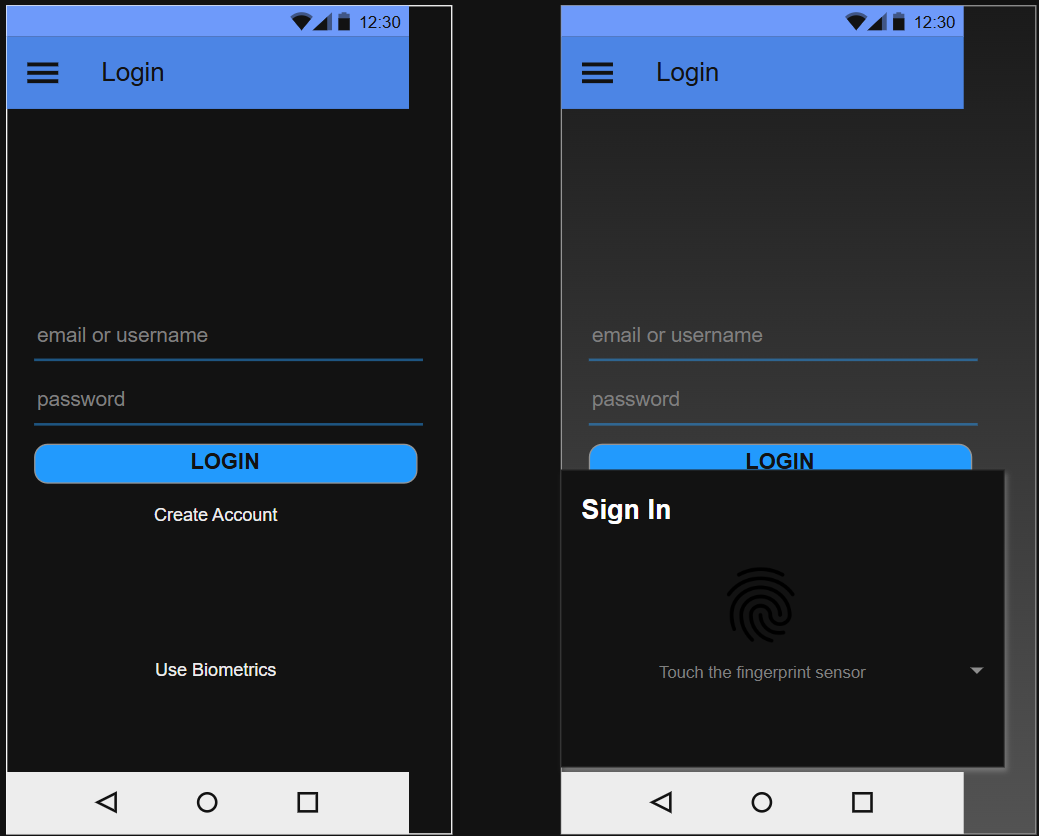 12:30
Login
email or username
password
LOGIN
Create Account
Use Biometrics
12:30
Login
email or username
password
LOGIN
Sign In
Touch the fingerprint sensor